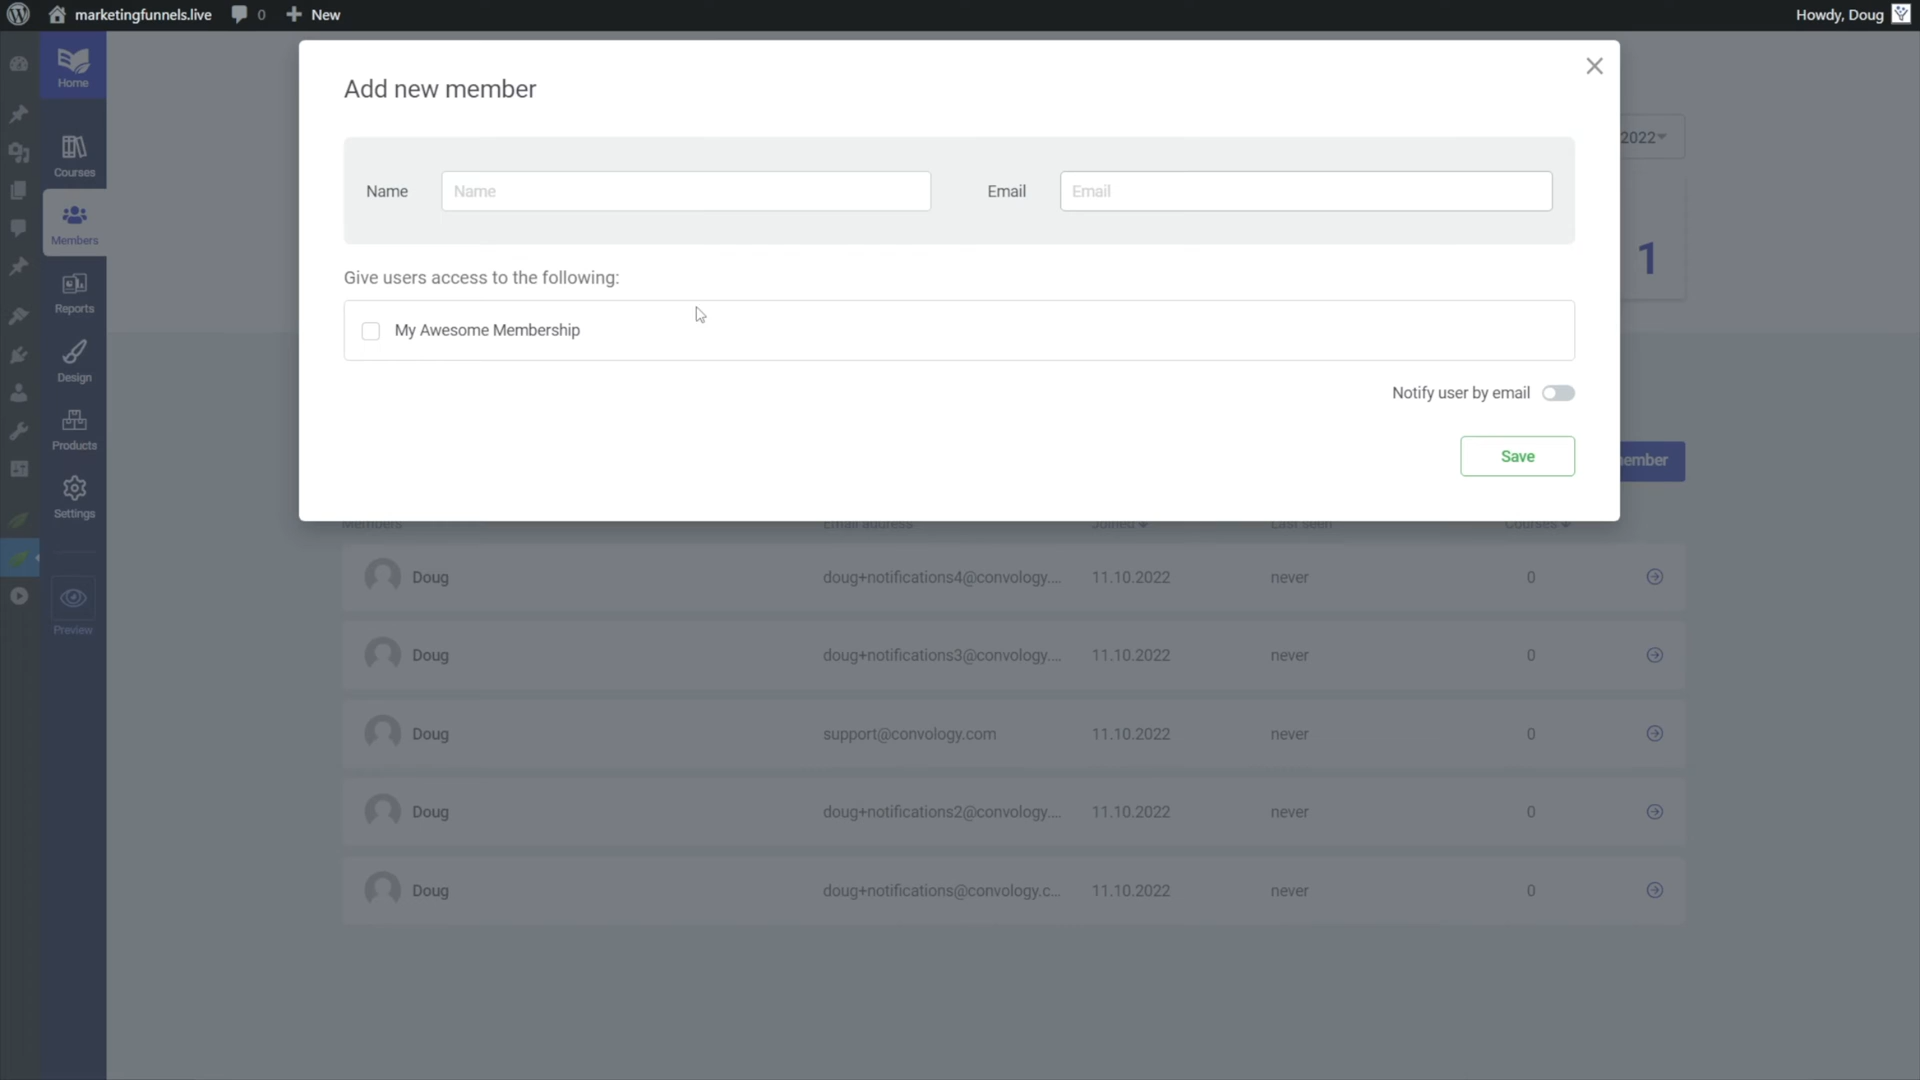 marketingfunnels.live 0 New Howdy, Doug
Home
Courses
Members
Reports
Design
Products
Settings
Preview
Add new member
2022
Name Name Email Email
1
Give users access to the following:
My Awesome Membership
Notify user by email
Save
ember
Members Email address Joined Last seen Courses
Doug doug+notifications4@convology.... 11.10.2022 never 0
Doug doug+notifications3@convology.... 11.10.2022 never 0
Doug support@convology.com 11.10.2022 never 0
Doug doug+notifications2@convology.... 11.10.2022 never 0
Doug doug+notifications@convology.c... 11.10.2022 never 0